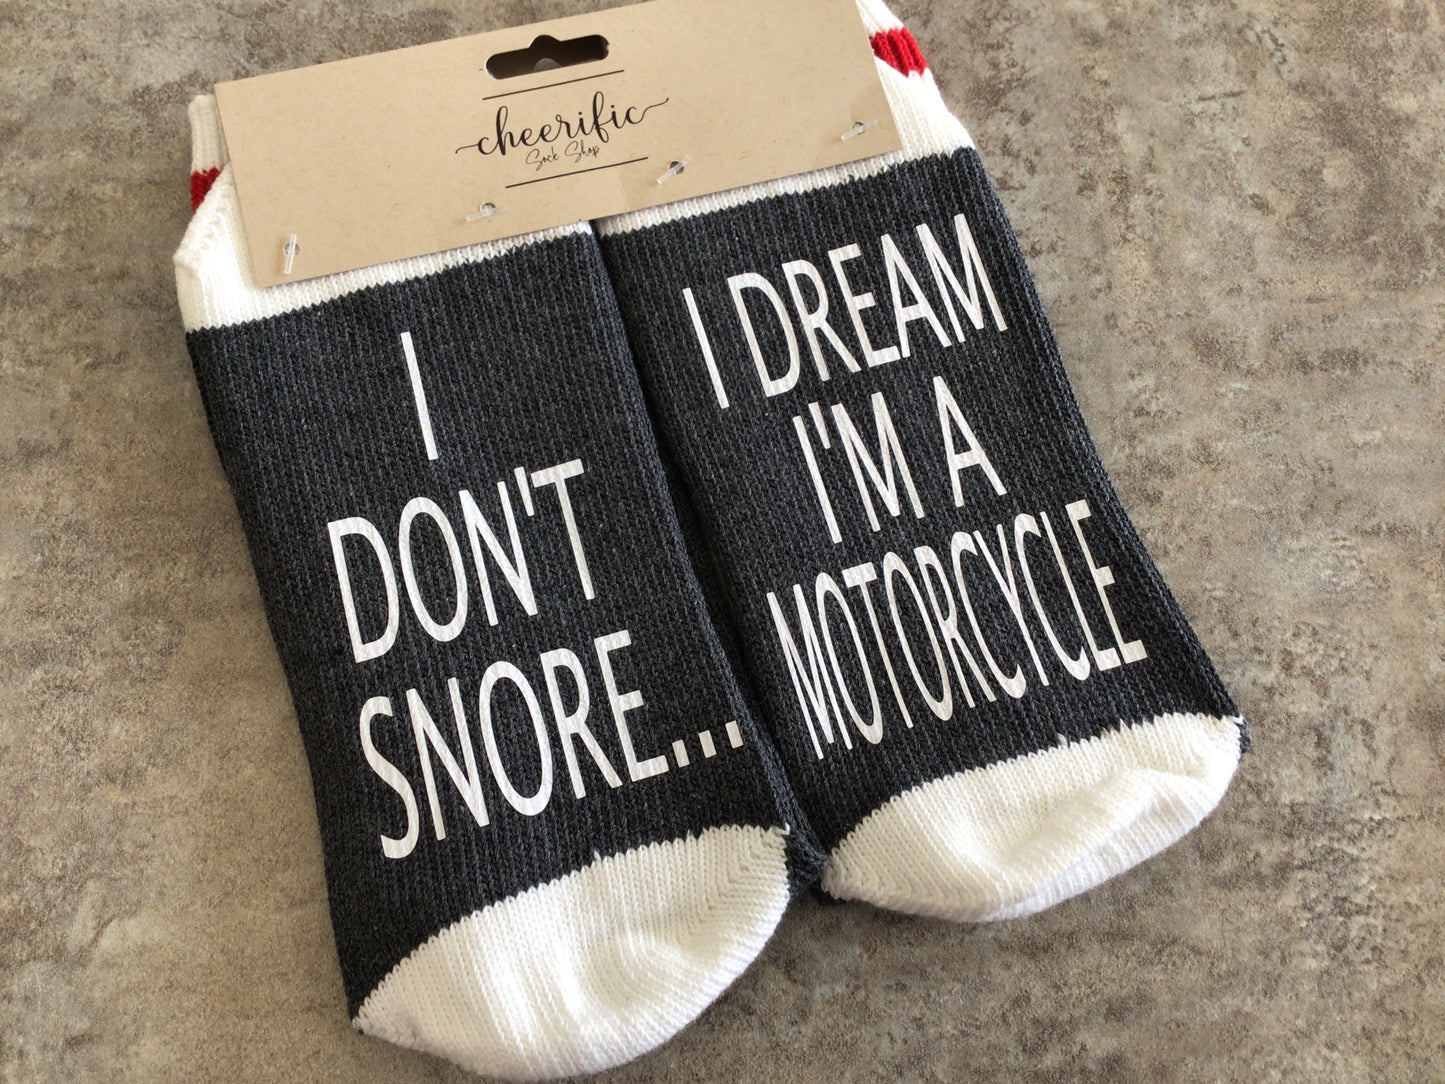 cheerific
Sock Shop
I
DON'T
SNORE...
I DREAM
I'M A
MOTORCYCLE